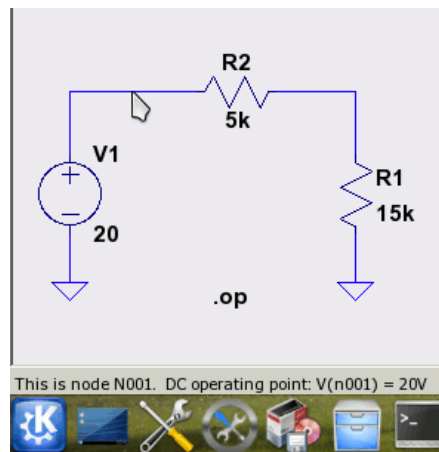 R2
5k
V1
R1
15k
20
.op
This is node N001.  DC operating point: V(n001) = 20V
K
>_